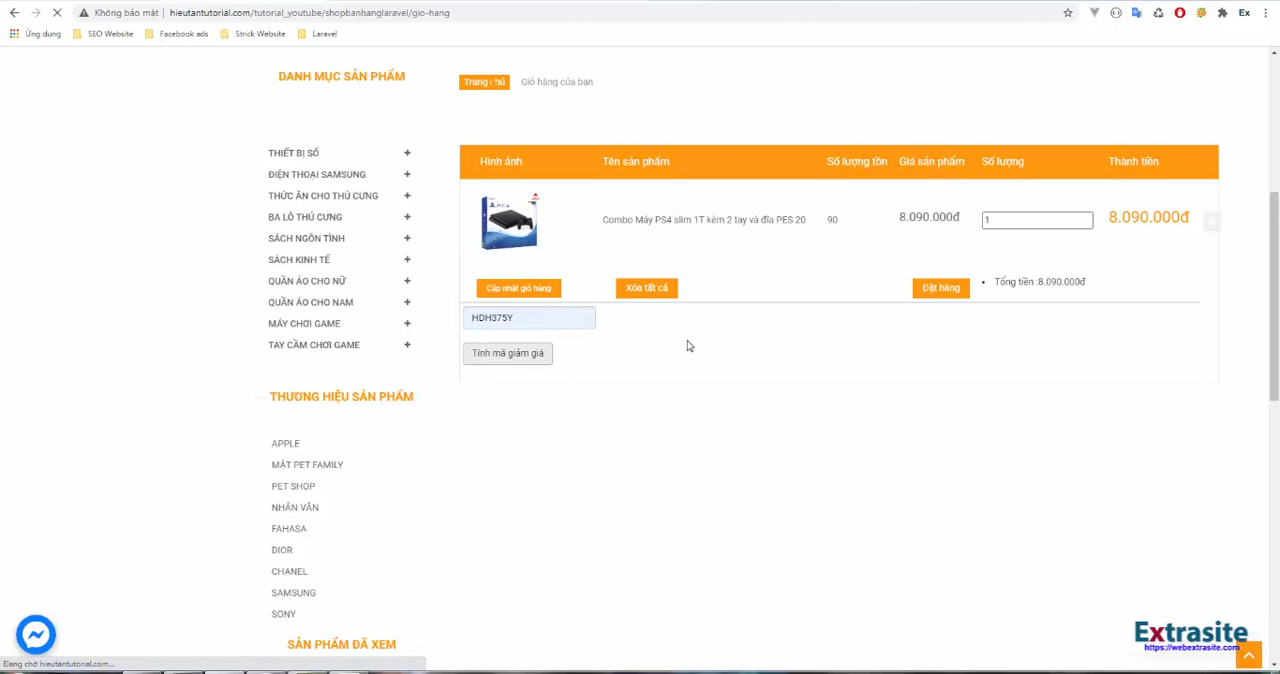 Không bảo mật | hieutantutorial.com/tutorial_youtube/shopbanhanglaravel/gio-hang
Ex
Ứng dụng SEO Website Facebook ads Strick Website Laravel
DANH MỤC SẢN PHẨM
THIẾT BỊ SỐ +
ĐIỆN THOẠI SAMSUNG +
THỨC ĂN CHO THÚ CƯNG +
BA LÔ THÚ CƯNG +
SÁCH NGÔN TÌNH +
SÁCH KINH TẾ +
QUẦN ÁO CHO NỮ +
QUẦN ÁO CHO NAM +
MÁY CHƠI GAME +
TAY CẦM CHƠI GAME +
THƯƠNG HIỆU SẢN PHẨM
APPLE
MÁT PET FAMILY
PET SHOP
NHÂN VĂN
FAHASA
DIOR
CHANEL
SAMSUNG
SONY
SẢN PHẨM ĐÃ XEM
Trang chủ Giỏ hàng của bạn
Hình ảnh Tên sản phẩm Số lượng tồn Giá sản phẩm Số lượng Thành tiền
PS4
Combo Máy PS4 slim 1T kèm 2 tay và đĩa PES 20 90 8.090.000đ 1 8.090.000đ
Cập nhật giỏ hàng Xóa tất cả Đặt hàng • Tổng tiền :8.090.000đ
HDH375Y
Tính mã giảm giá
Extrasite
https://webextrasite.com
Đang chờ hieutantutorial.com...